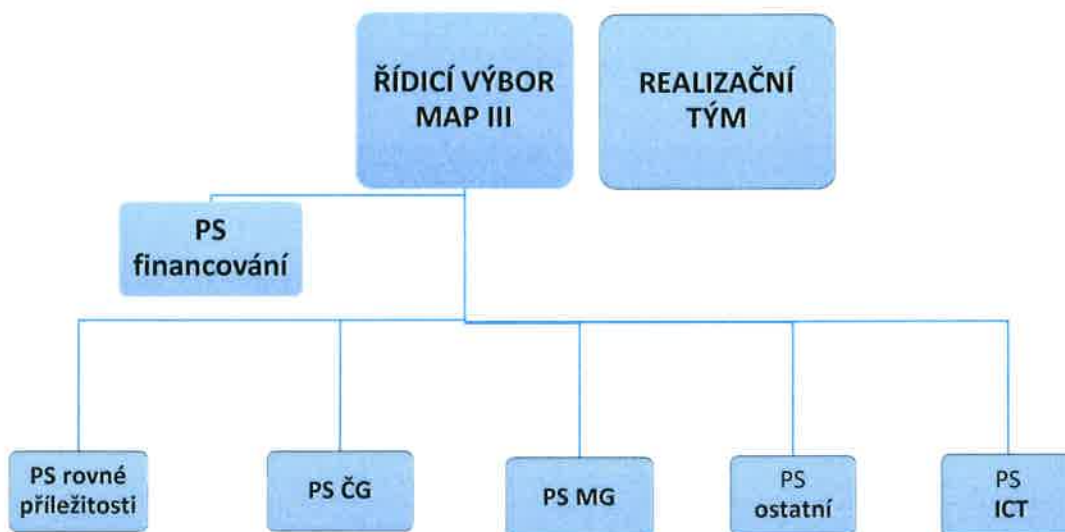 ŘÍDICÍ VÝBOR
MAP III
REALIZAČNÍ
TÝM
PS
financování
PS rovné
příležitosti
PS ČG
PS MG
PS
ostatní
PS
ICT